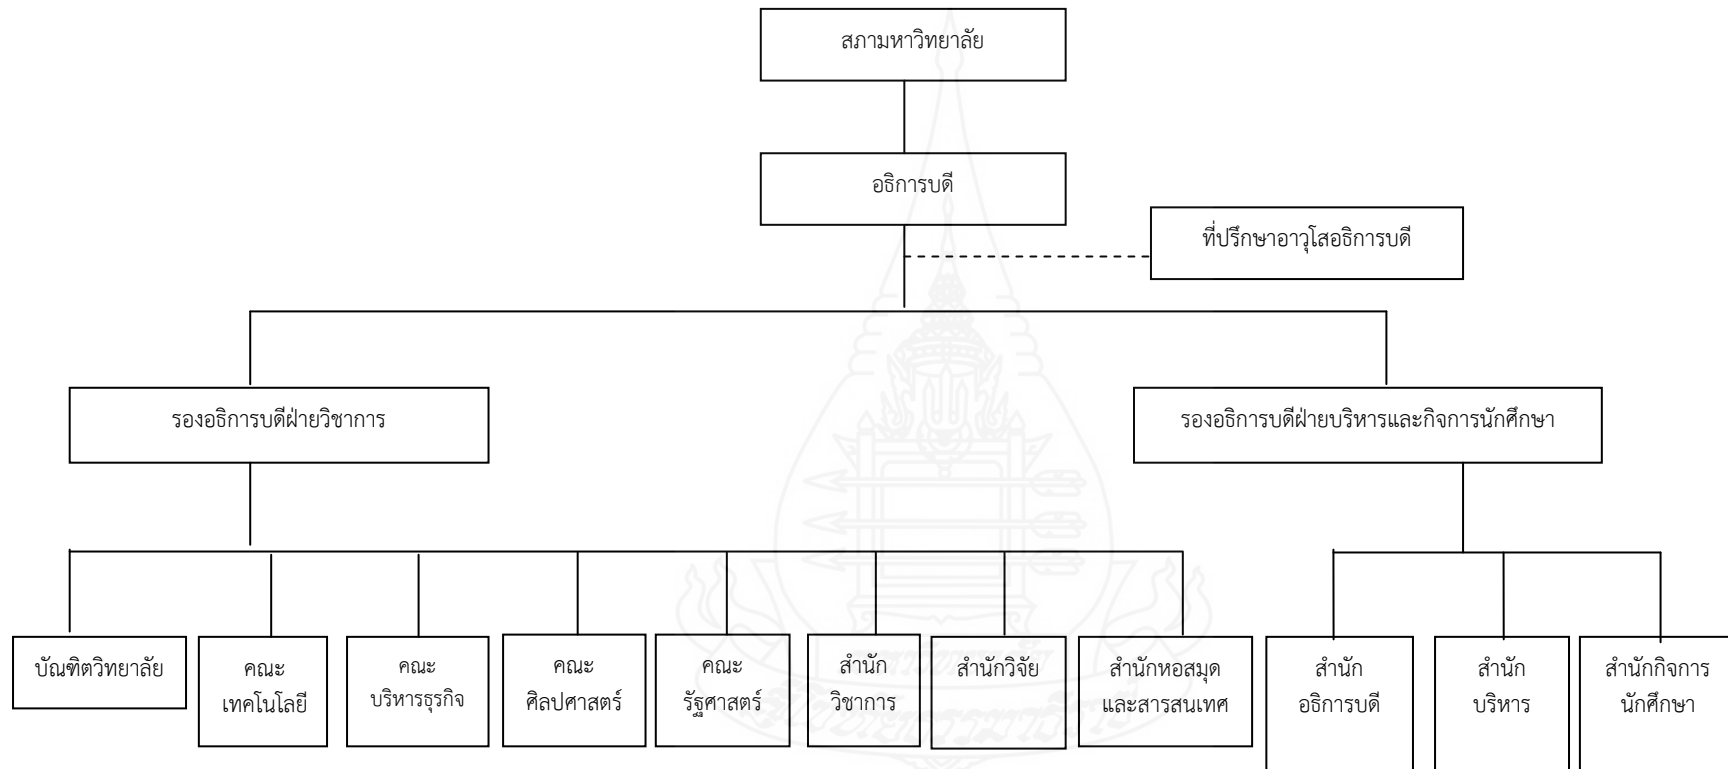 สภามหาวิทยาลัย
อธิการบดี
ที่ปรึกษาอาวุโสอธิการบดี
รองอธิการบดีฝ่ายวิชาการ
รองอธิการบดีฝ่ายบริหารและกิจการนักศึกษา
บัณฑิตวิทยาลัย
คณะ
เทคโนโลยี
คณะ
บริหารธุรกิจ
คณะ
ศิลปศาสตร์
คณะ
รัฐศาสตร์
สำนัก
วิชาการ
สำนักวิจัย
สำนักหอสมุด
และสารสนเทศ
สำนัก
อธิการบดี
สำนัก
บริหาร
สำนักกิจการ
นักศึกษา